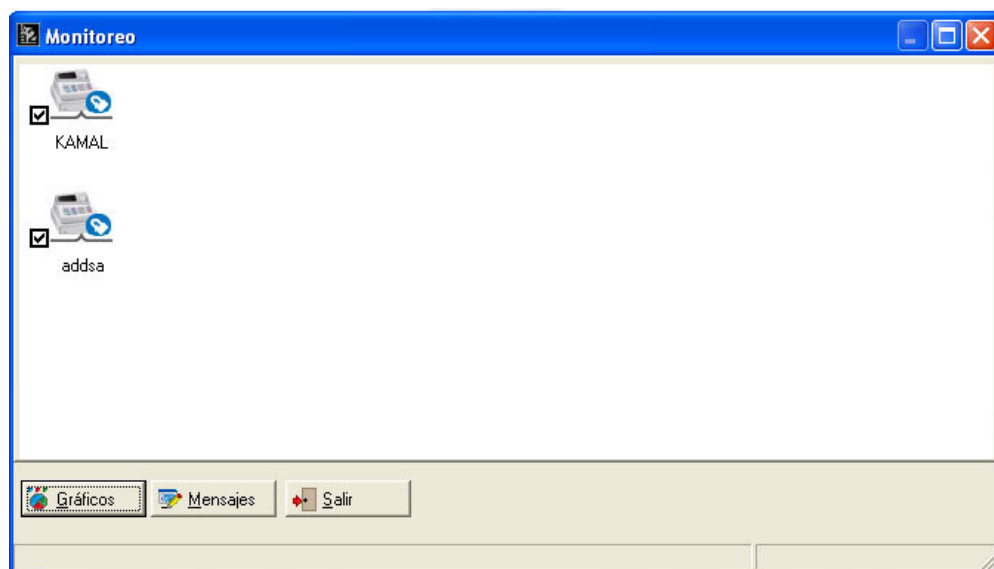 Monitoreo
KAMAL
addsa
Gráficos
Mensajes
Salir